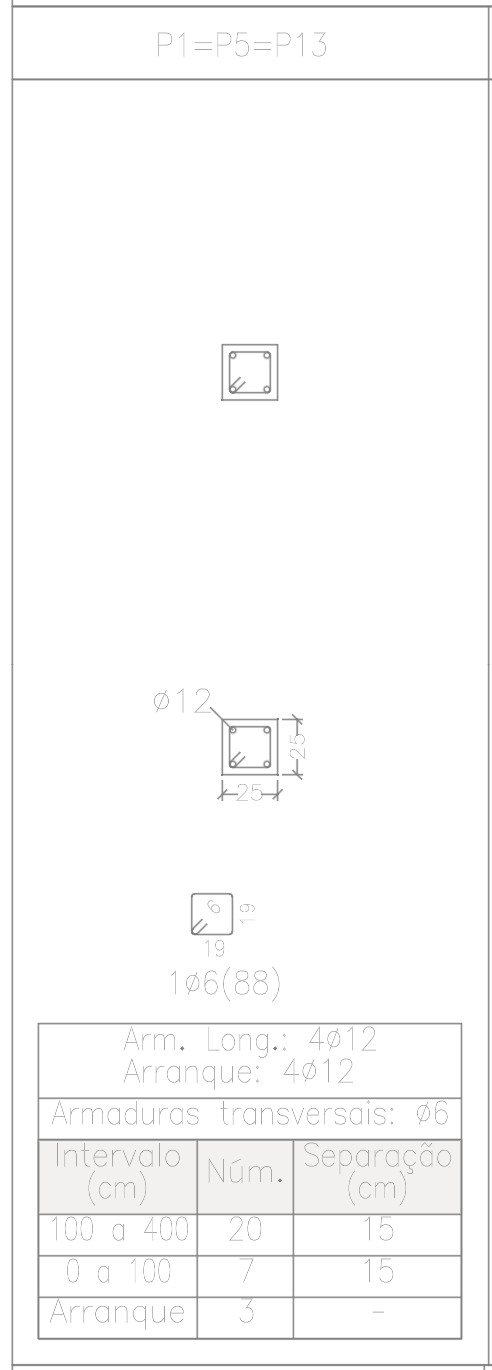 P1=P5=P13
ø12
25
25
6
19
19
1ø6(88)
Arm. Long.: 4ø12
Arranque: 4ø12
Armaduras transversais: ø6
Intervalo (cm) Núm. Separação (cm)
100 a 400 20 15
0 a 100 7 15
Arranque 3 -